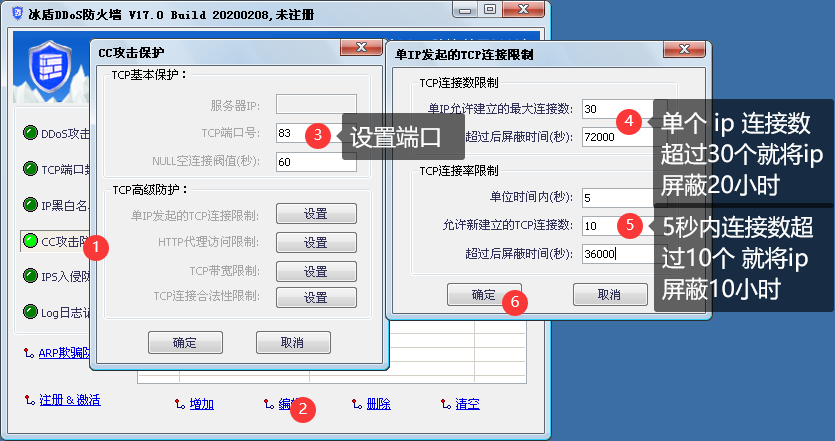 冰盾DDoS防火墙 V17.0 Build 20200208,未注册
DDoS攻击
TCP端口
IP黑白名
CC攻击防
IPS入侵防
Log日志记
ARP欺骗防
注册 & 激活
增加
编辑
删除
清空
1
2
CC攻击保护
TCP基本保护：
服务器IP:
TCP端口号: 83
3
设置端口
NULL空连接阀值(秒): 60
TCP高级防护：
单IP发起的TCP连接限制: 设置
HTTP代理访问限制: 设置
TCP带宽限制: 设置
TCP连接合法性限制: 设置
确定 取消
单IP发起的TCP连接限制
TCP连接数限制
单IP允许建立的最大连接数: 30
超过后屏蔽时间(秒): 72000
4
单个 ip 连接数
超过30个就将ip
屏蔽20小时
TCP连接率限制
单位时间内(秒): 5
允许新建立的TCP连接数: 10
超过后屏蔽时间(秒): 36000
5
5秒内连接数超
过10个 就将ip
屏蔽10小时
确定 取消
6